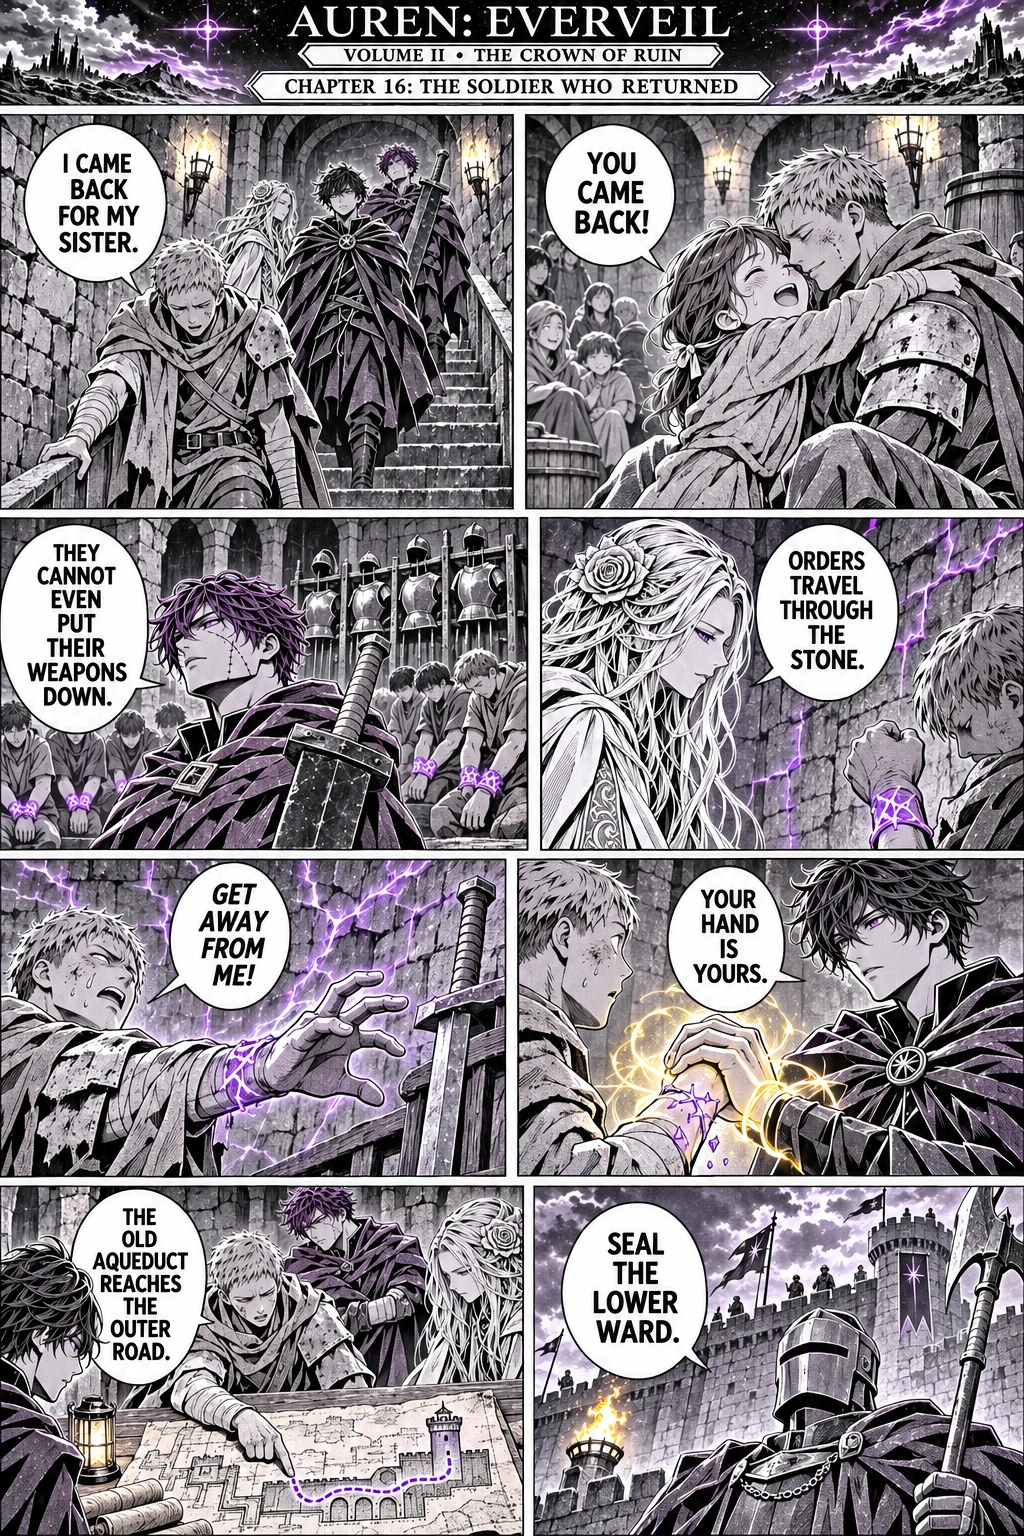 AUREN: EVERVEIL
VOLUME II • THE CROWN OF RUIN
CHAPTER 16: THE SOLDIER WHO RETURNED
I CAME
BACK
FOR MY
SISTER.
YOU
CAME
BACK!
THEY
CANNOT
EVEN
PUT
THEIR
WEAPONS
DOWN.
ORDERS
TRAVEL
THROUGH
THE
STONE.
GET
AWAY
FROM
ME!
YOUR
HAND
IS
YOURS.
THE
OLD
AQUEDUCT
REACHES
THE
OUTER
ROAD.
SEAL
THE
LOWER
WARD.